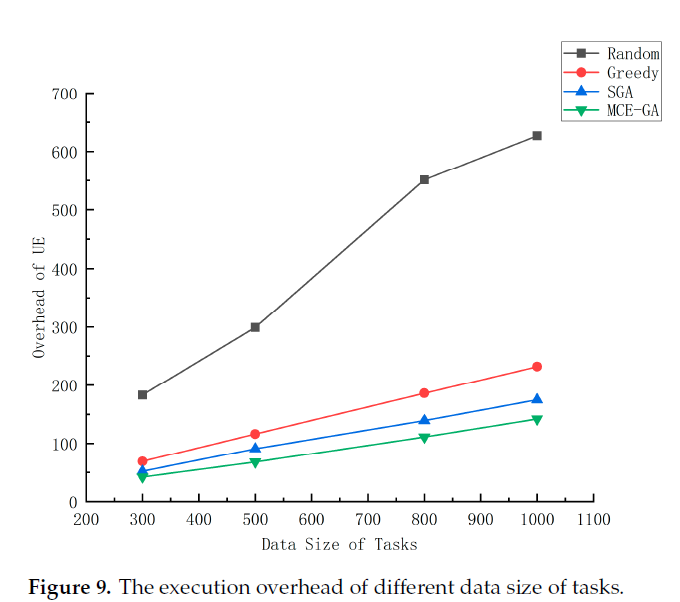 Random
Greedy
SGA
MCE-GA
700
600
500
400
300
200
100
0
Overhead of UE
200 300 400 500 600 700 800 900 1000 1100
Data Size of Tasks
Figure 9. The execution overhead of different data size of tasks.